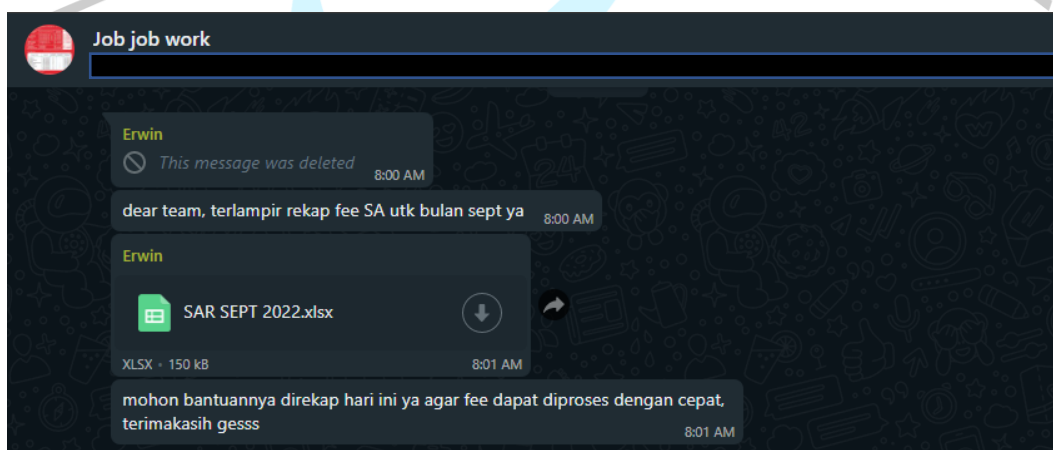 Job job work
Erwin
This message was deleted
8:00 AM
dear team, terlampir rekap fee SA utk bulan sept ya
8:00 AM
Erwin
SAR SEPT 2022.xlsx
XLSX • 150 kB
8:01 AM
mohon bantuannya direkap hari ini ya agar fee dapat diproses dengan cepat,
terimakasih gesss
8:01 AM